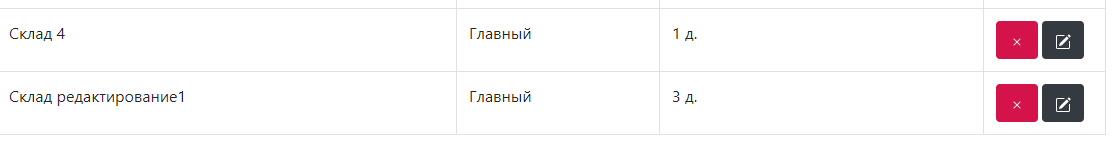 Склад 4 Главный 1 д.
Склад редактирование1 Главный 3 д.